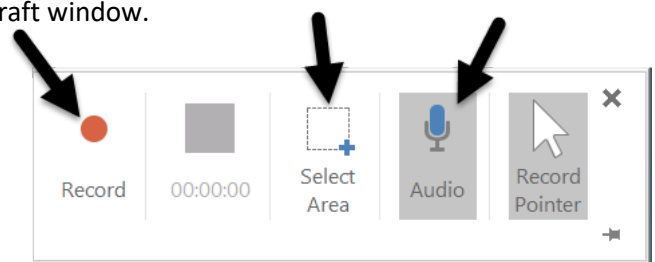 raft window.
Record
00:00:00
Select
Area
Audio
Record
Pointer